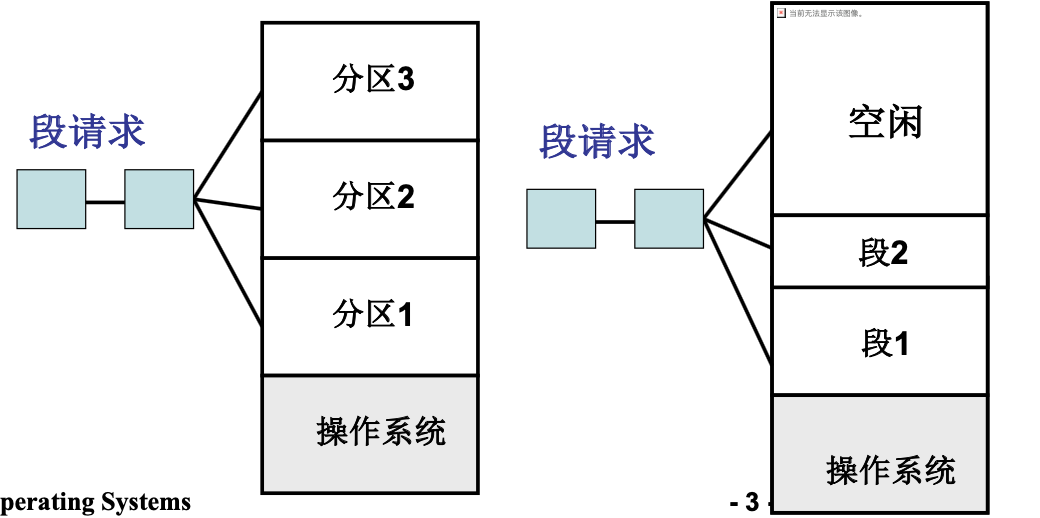 段请求
分区3
分区2
分区1
操作系统
当前无法显示该图像。
段请求
空闲
段2
段1
操作系统
perating Systems
- 3 -